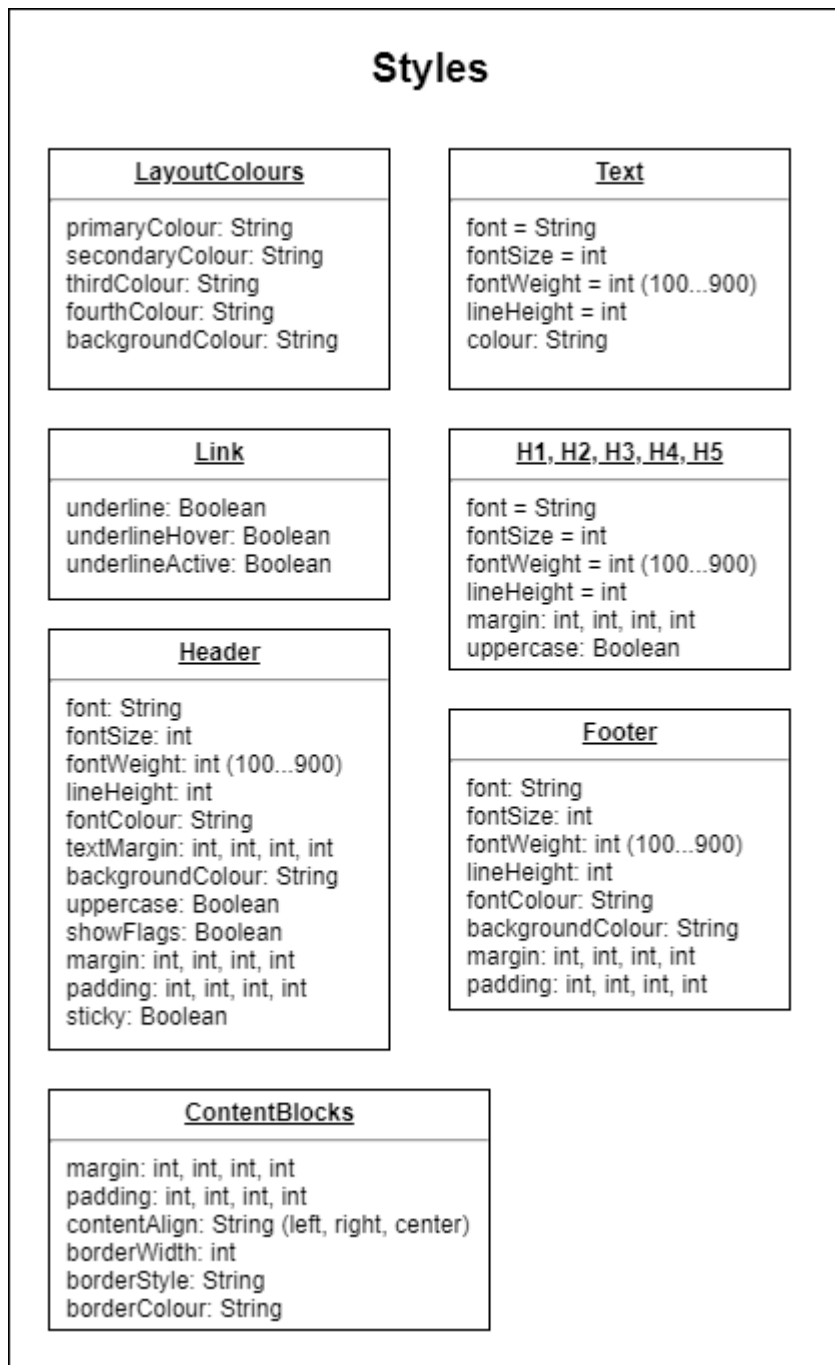 Styles
LayoutColours
primaryColour: String
secondaryColour: String
thirdColour: String
fourthColour: String
backgroundColour: String
Text
font = String
fontSize = int
fontWeight = int (100...900)
lineHeight = int
colour: String
Link
underline: Boolean
underlineHover: Boolean
underlineActive: Boolean
H1, H2, H3, H4, H5
font = String
fontSize = int
fontWeight = int (100...900)
lineHeight = int
margin: int, int, int, int
uppercase: Boolean
Header
font: String
fontSize: int
fontWeight: int (100...900)
lineHeight: int
fontColour: String
textMargin: int, int, int, int
backgroundColour: String
uppercase: Boolean
showFlags: Boolean
margin: int, int, int, int
padding: int, int, int, int
sticky: Boolean
Footer
font: String
fontSize: int
fontWeight: int (100...900)
lineHeight: int
fontColour: String
backgroundColour: String
margin: int, int, int, int
padding: int, int, int, int
ContentBlocks
margin: int, int, int, int
padding: int, int, int, int
contentAlign: String (left, right, center)
borderWidth: int
borderStyle: String
borderColour: String